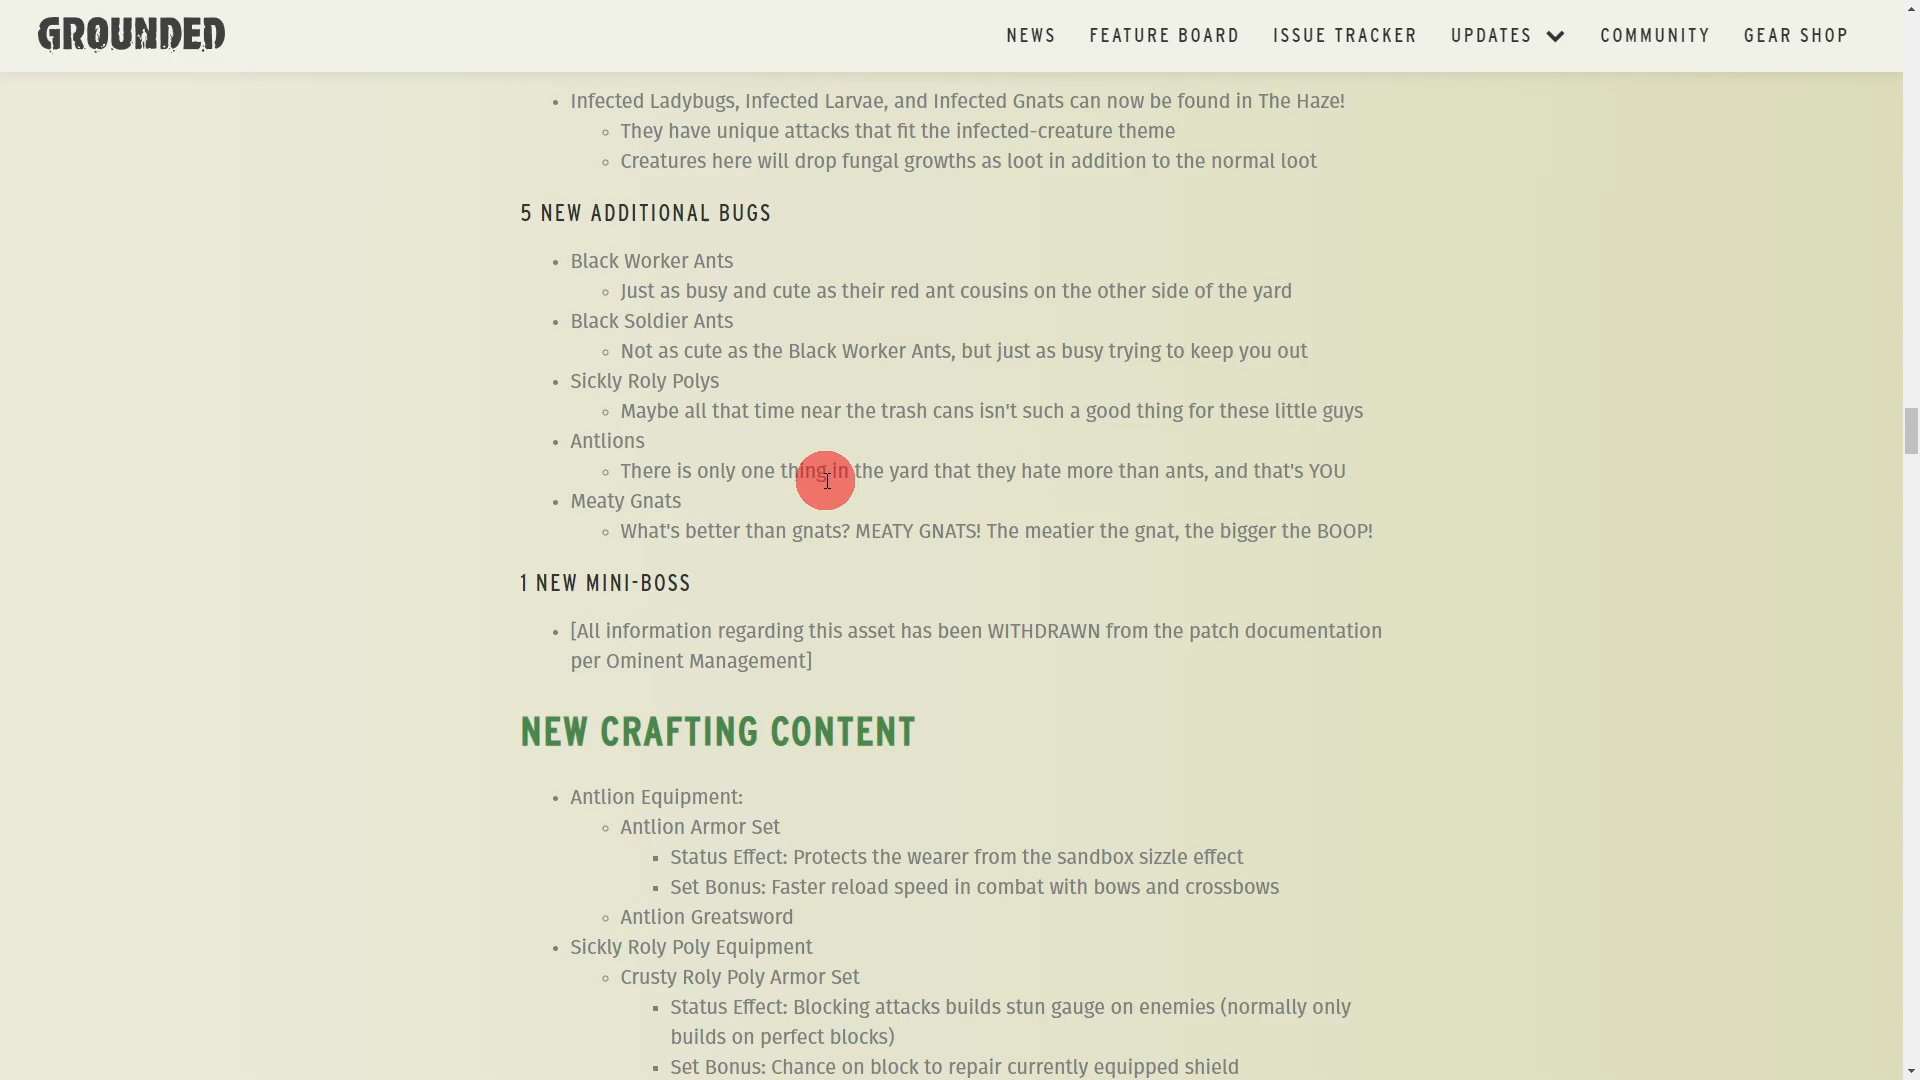 GROUNDED
NEWS FEATURE BOARD ISSUE TRACKER UPDATES COMMUNITY GEAR SHOP
• Infected Ladybugs, Infected Larvae, and Infected Gnats can now be found in The Haze!
◦ They have unique attacks that fit the infected-creature theme
◦ Creatures here will drop fungal growths as loot in addition to the normal loot
5 NEW ADDITIONAL BUGS
• Black Worker Ants
◦ Just as busy and cute as their red ant cousins on the other side of the yard
• Black Soldier Ants
◦ Not as cute as the Black Worker Ants, but just as busy trying to keep you out
• Sickly Roly Polys
◦ Maybe all that time near the trash cans isn't such a good thing for these little guys
• Antlions
◦ There is only one thing in the yard that they hate more than ants, and that's YOU
• Meaty Gnats
◦ What's better than gnats? MEATY GNATS! The meatier the gnat, the bigger the BOOP!
1 NEW MINI-BOSS
• [All information regarding this asset has been WITHDRAWN from the patch documentation
per Ominent Management]
NEW CRAFTING CONTENT
• Antlion Equipment:
◦ Antlion Armor Set
▪ Status Effect: Protects the wearer from the sandbox sizzle effect
▪ Set Bonus: Faster reload speed in combat with bows and crossbows
◦ Antlion Greatsword
• Sickly Roly Poly Equipment
◦ Crusty Roly Poly Armor Set
▪ Status Effect: Blocking attacks builds stun gauge on enemies (normally only
builds on perfect blocks)
▪ Set Bonus: Chance on block to repair currently equipped shield